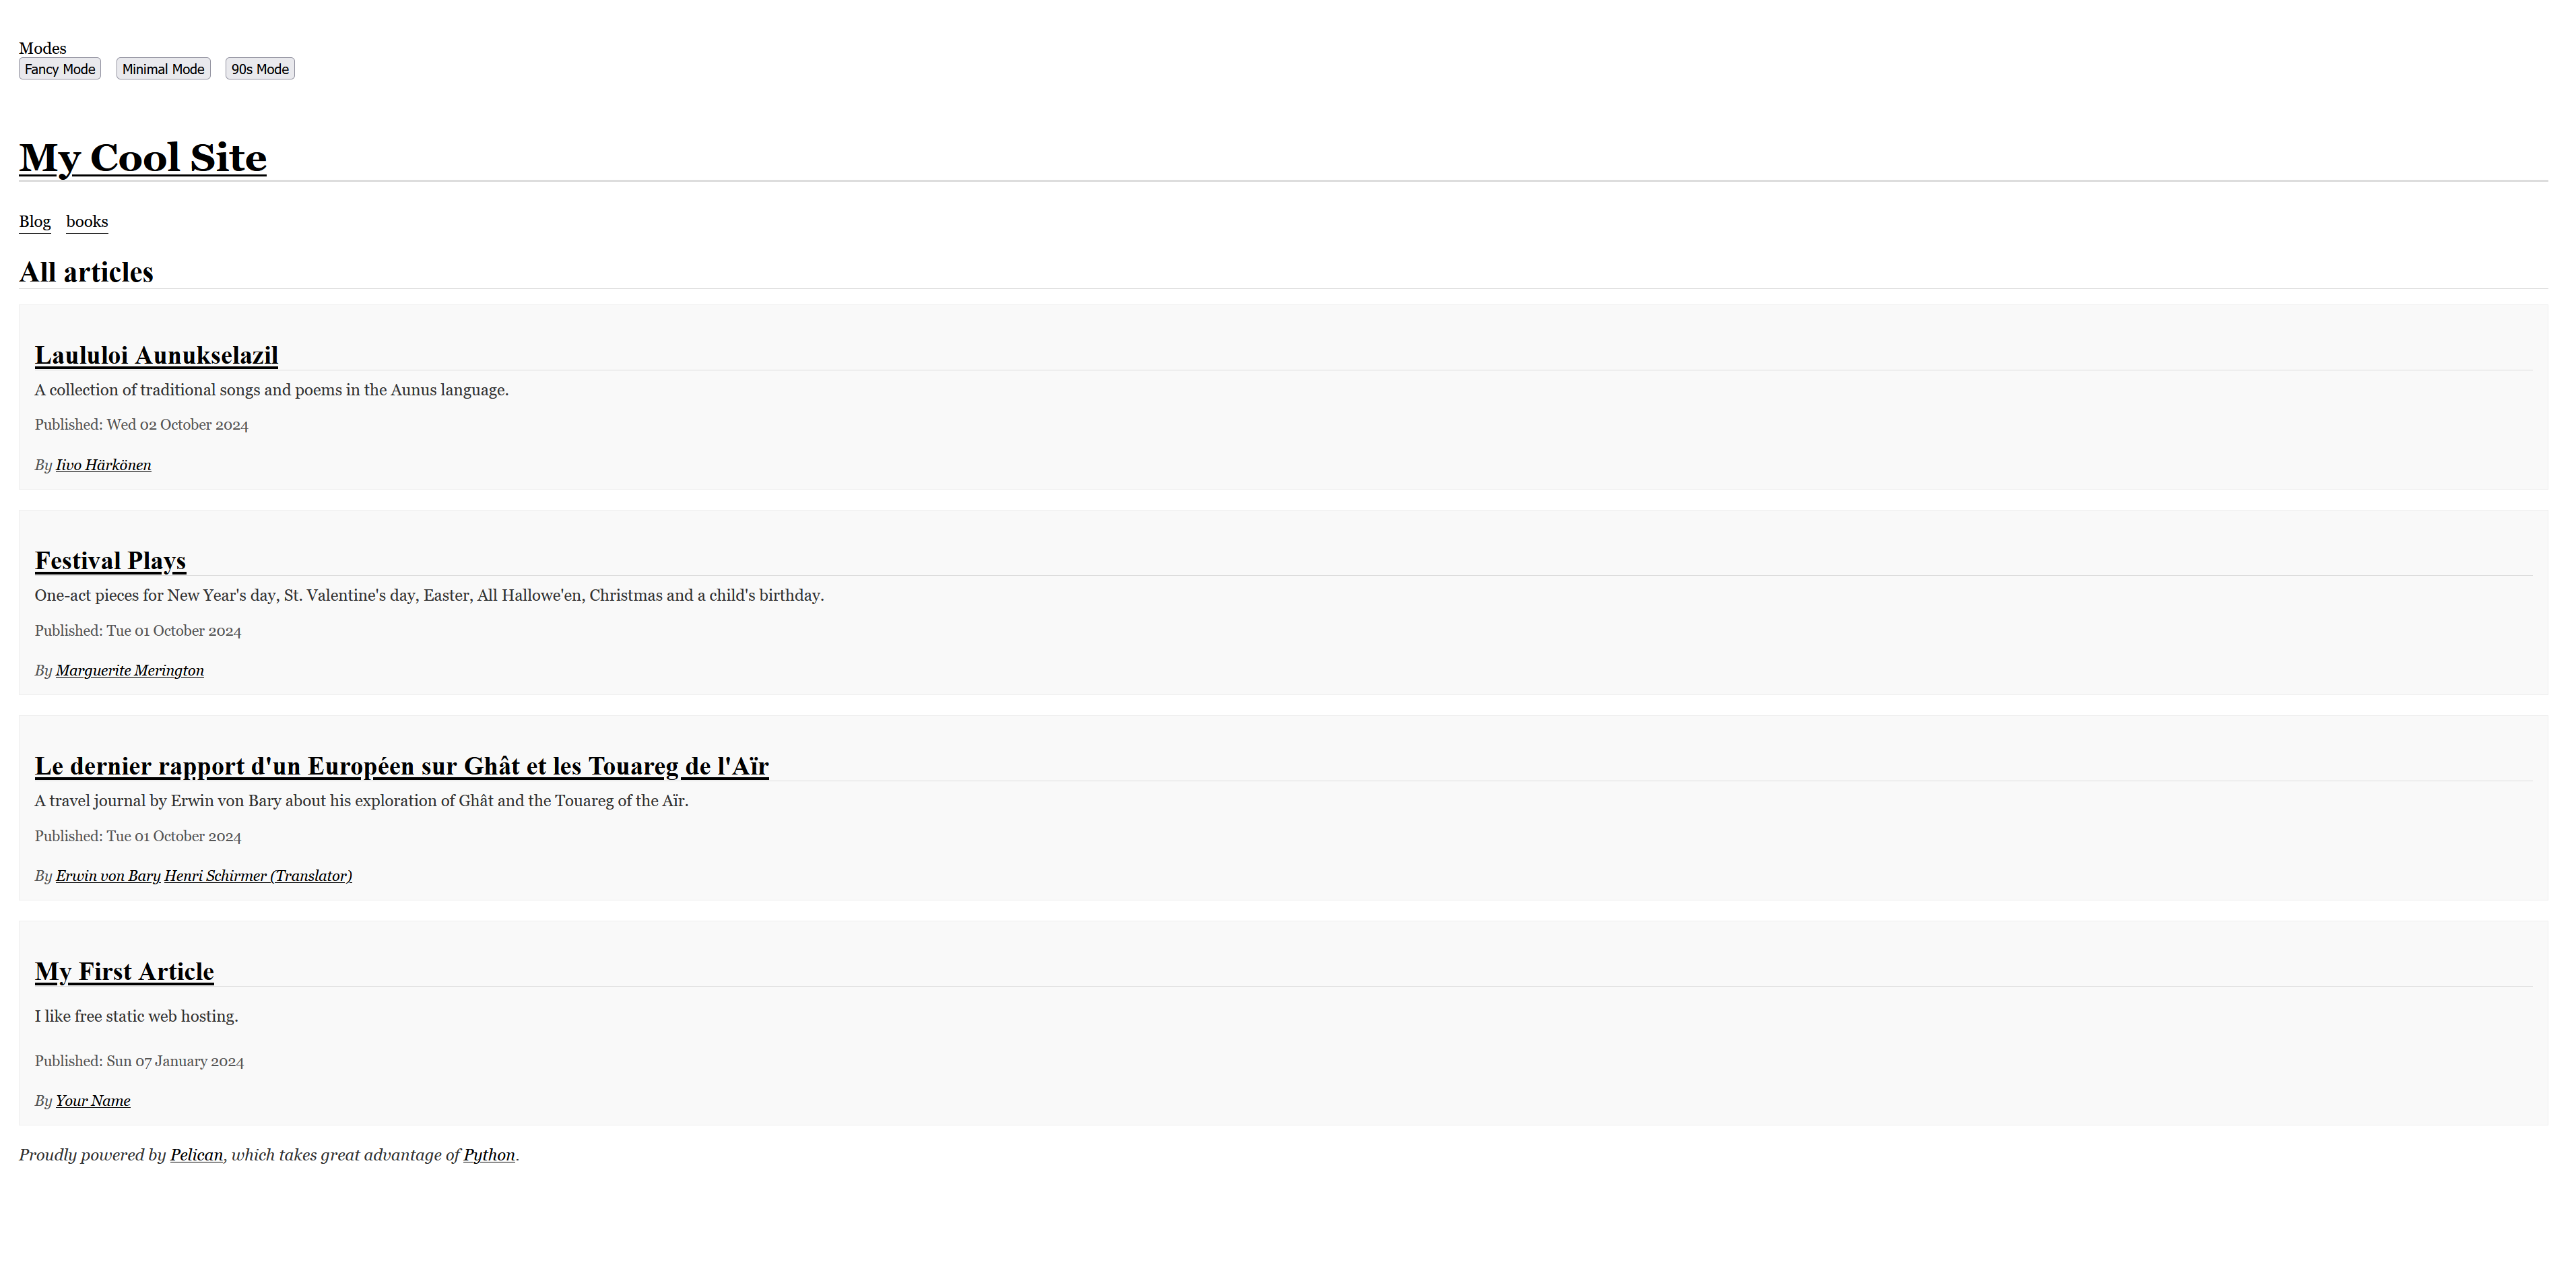 Modes
Fancy Mode Minimal Mode 90s Mode
My Cool Site
Blog books
All articles
Laululoi Aunukselazil
A collection of traditional songs and poems in the Aunus language.
Published: Wed 02 October 2024
By Iivo Härkönen
Festival Plays
One-act pieces for New Year's day, St. Valentine's day, Easter, All Hallowe'en, Christmas and a child's birthday.
Published: Tue 01 October 2024
By Marguerite Merington
Le dernier rapport d'un Européen sur Ghât et les Touareg de l'Aïr
A travel journal by Erwin von Bary about his exploration of Ghât and the Touareg of the Aïr.
Published: Tue 01 October 2024
By Erwin von Bary Henri Schirmer (Translator)
My First Article
I like free static web hosting.
Published: Sun 07 January 2024
By Your Name
Proudly powered by Pelican, which takes great advantage of Python.